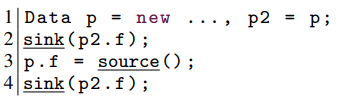 1 Data p = new ..., p2 = p;
2 sink(p2.f);
3 p.f = source();
4 sink(p2.f);